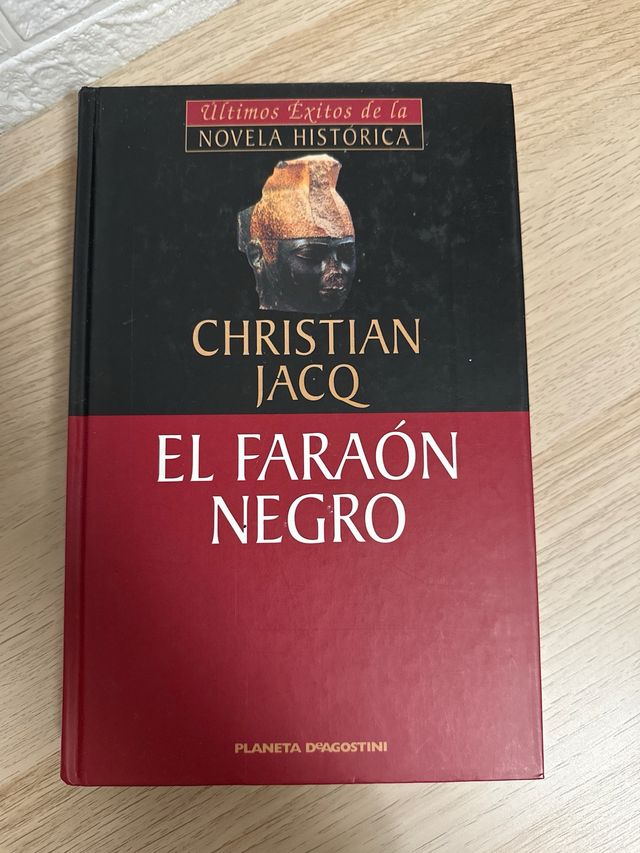 Últimos Éxitos de la
NOVELA HISTÓRICA
CHRISTIAN
JACQ
EL FARAÓN
NEGRO
PLANETA DeAGOSTINI